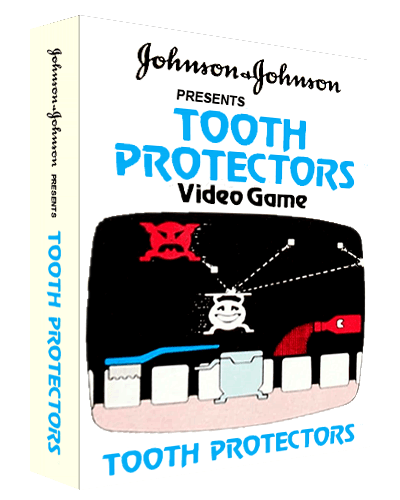 Johnson & Johnson
PRESENTS
TOOTH
PROTECTORS
Video Game
TOOTH PROTECTORS
Johnson & Johnson PRESENTS TOOTH PROTECTORS